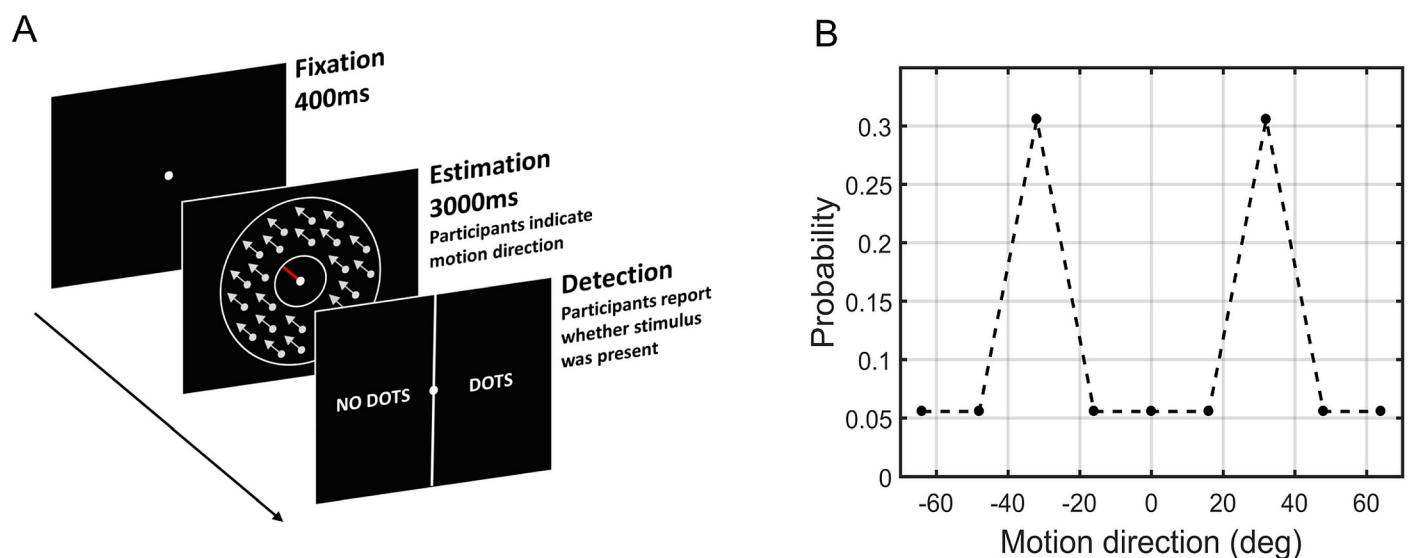 A
Fixation
400ms
Estimation
3000ms
Participants indicate
motion direction
Detection
Participants report
whether stimulus
was present
NO DOTS
DOTS
B
Probability
0.3
0.25
0.2
0.15
0.1
0.05
0
-60 -40 -20 0 20 40 60
Motion direction (deg)